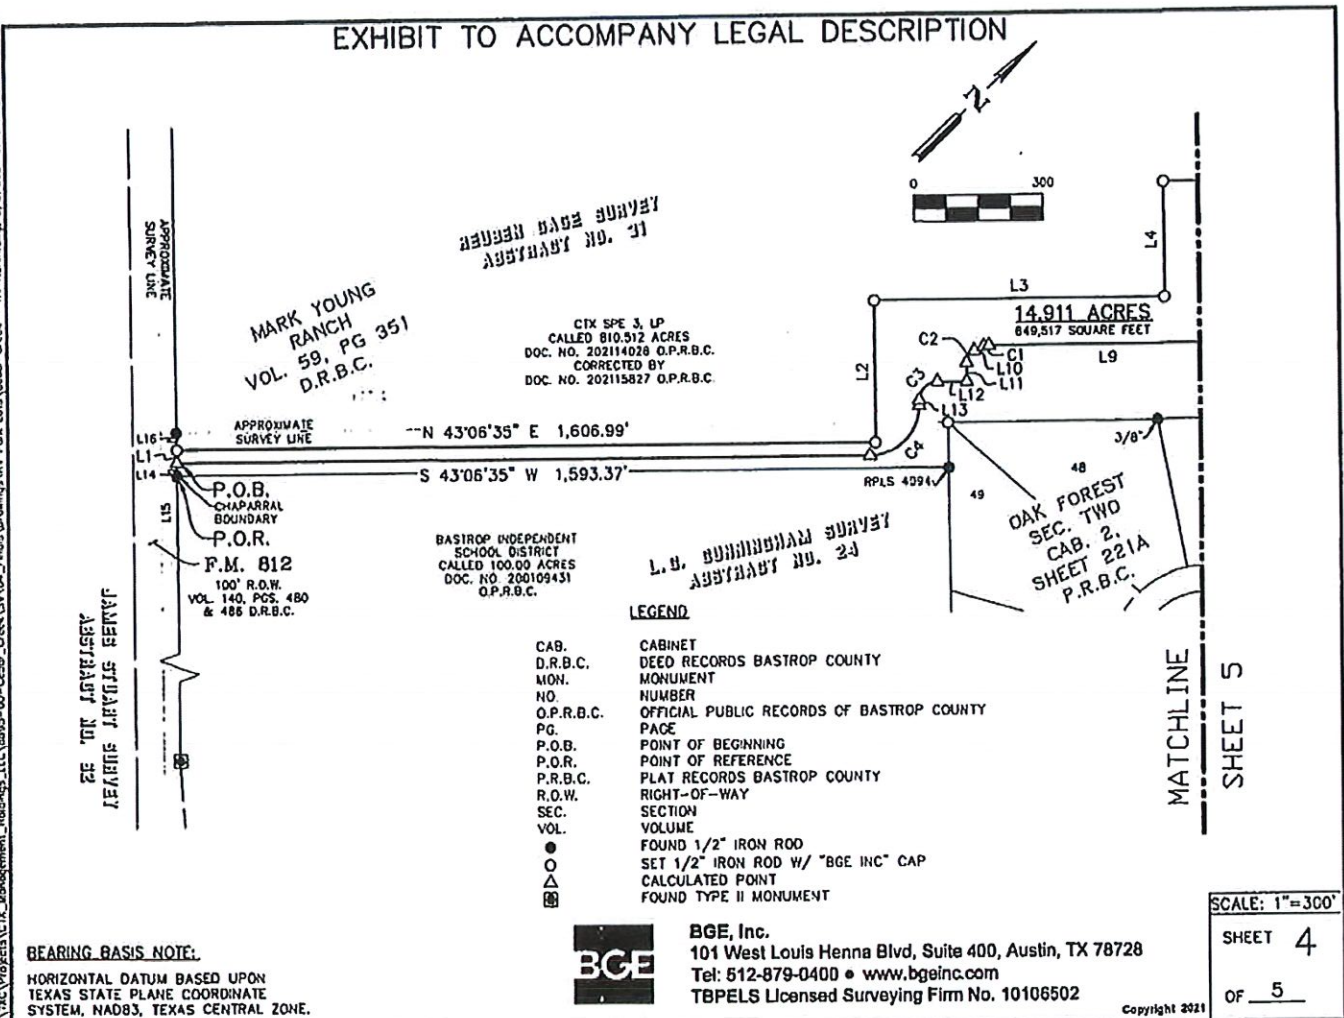 EXHIBIT TO ACCOMPANY LEGAL DESCRIPTION
N
0 300
APPROXIMATE
SURVEY LINE
REUBEN GAGE SURVEY
ABSTRACT NO. 31
MARK YOUNG
RANCH
VOL. 59, PG 351
D.R.B.C.
CTX SPE 3, LP
CALLED 810.512 ACRES
DOC. NO. 202114028 O.P.R.B.C.
CORRECTED BY
DOC. NO. 202115827 O.P.R.B.C.
L4
L3
14.911 ACRES
649,517 SQUARE FEET
C2
C1
L9
L10
L11
L2
C3
L12
L13
C4
3/8"
L16
L1
L14
APPROXIMATE
SURVEY LINE
N 43°06'35" E 1,606.99'
S 43°06'35" W 1,593.37'
RPLS 4094
48
49
P.O.B.
CHAPARRAL
BOUNDARY
P.O.R.
L15
F.M. 812
100' R.O.W.
VOL. 140, PGS. 480
& 486 D.R.B.C.
BASTROP INDEPENDENT
SCHOOL DISTRICT
CALLED 100.00 ACRES
DOC. NO. 200109431
O.P.R.B.C.
L.C. CUNNINGHAM SURVEY
ABSTRACT NO. 24
OAK FOREST
SEC. TWO
CAB. 2,
SHEET 221A
P.R.B.C.
JAMES STUART SURVEY
ABSTRACT NO.
MATCHLINE
SHEET 5
LEGEND
CAB. CABINET
D.R.B.C. DEED RECORDS BASTROP COUNTY
MON. MONUMENT
NO. NUMBER
O.P.R.B.C. OFFICIAL PUBLIC RECORDS OF BASTROP COUNTY
PG. PAGE
P.O.B. POINT OF BEGINNING
P.O.R. POINT OF REFERENCE
P.R.B.C. PLAT RECORDS BASTROP COUNTY
R.O.W. RIGHT-OF-WAY
SEC. SECTION
VOL. VOLUME
FOUND 1/2" IRON ROD
SET 1/2" IRON ROD W/ "BGE INC" CAP
CALCULATED POINT
FOUND TYPE II MONUMENT
BEARING BASIS NOTE:
HORIZONTAL DATUM BASED UPON
TEXAS STATE PLANE COORDINATE
SYSTEM, NAD83, TEXAS CENTRAL ZONE.
BGE
BGE, Inc.
101 West Louis Henna Blvd, Suite 400, Austin, TX 78728
Tel: 512-879-0400 • www.bgeinc.com
TBPELS Licensed Surveying Firm No. 10106502
Copyright 2021
SCALE: 1"=300'
SHEET 4
OF 5